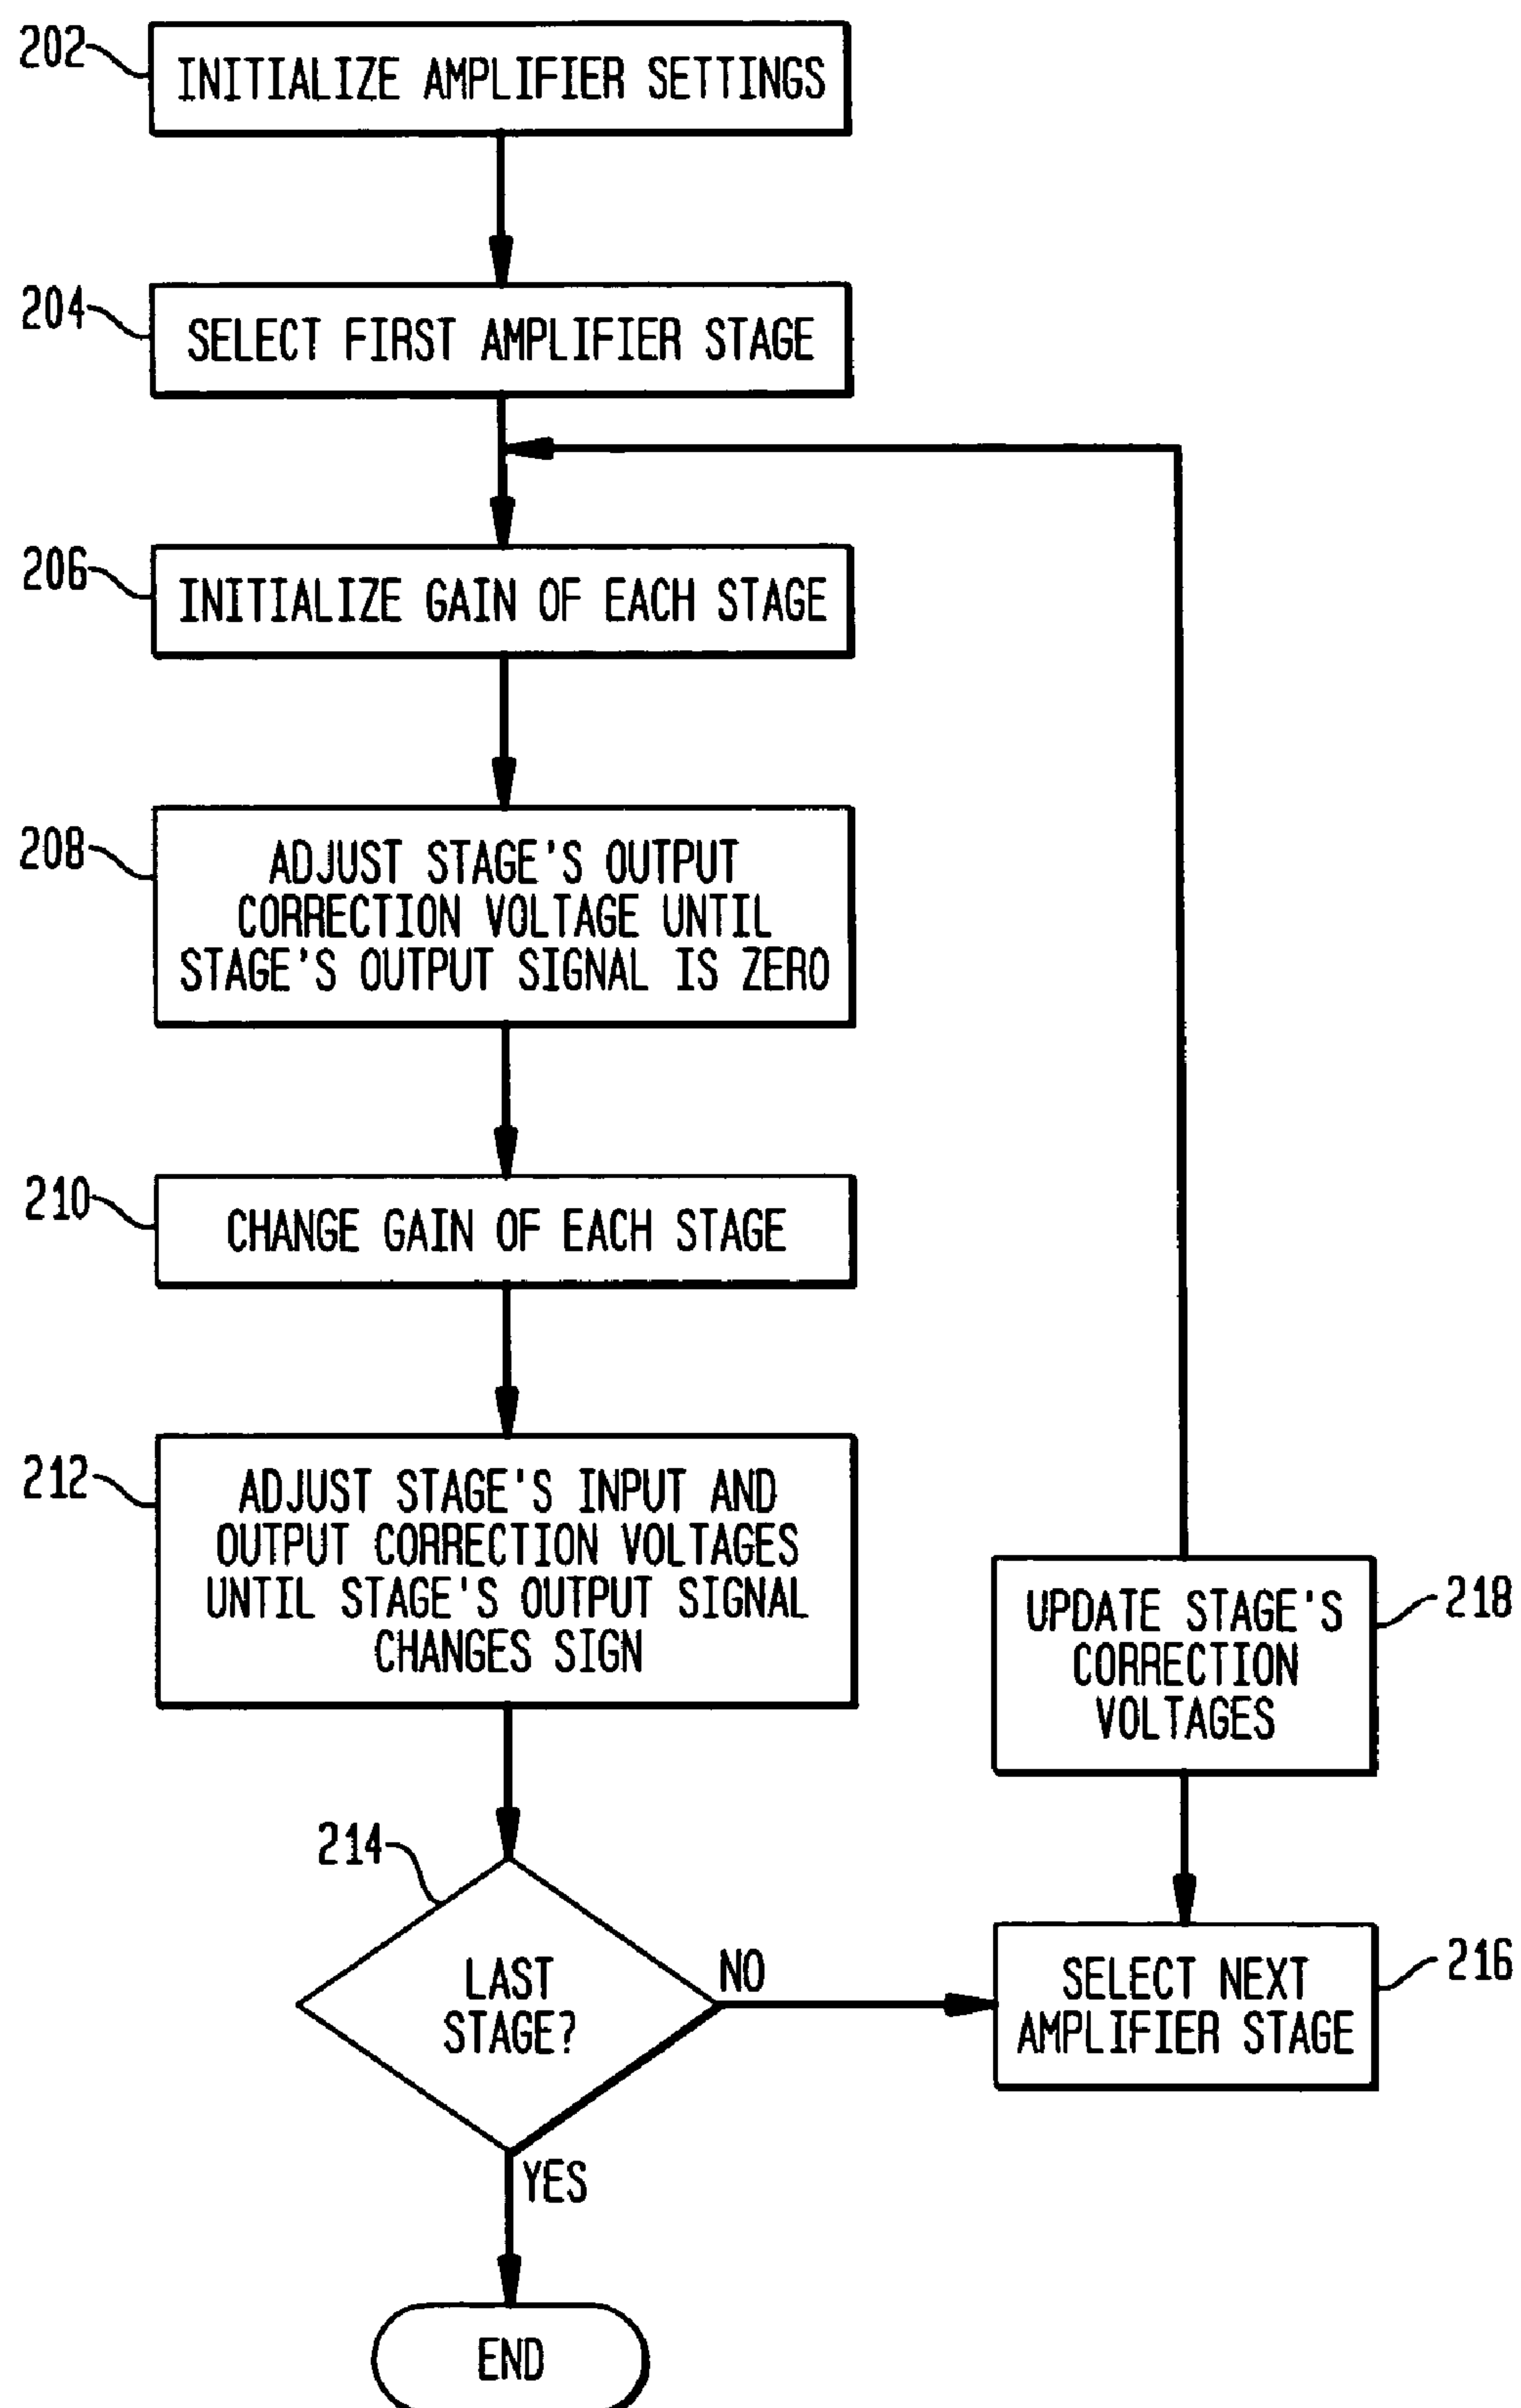 202
INITIALIZE AMPLIFIER SETTINGS
204
SELECT FIRST AMPLIFIER STAGE
206
INITIALIZE GAIN OF EACH STAGE
208
ADJUST STAGE'S OUTPUT
CORRECTION VOLTAGE UNTIL
STAGE'S OUTPUT SIGNAL IS ZERO
210
CHANGE GAIN OF EACH STAGE
212
ADJUST STAGE'S INPUT AND
OUTPUT CORRECTION VOLTAGES
UNTIL STAGE'S OUTPUT SIGNAL
CHANGES SIGN
218
UPDATE STAGE'S
CORRECTION
VOLTAGES
214
LAST
STAGE?
NO
216
SELECT NEXT
AMPLIFIER STAGE
YES
END